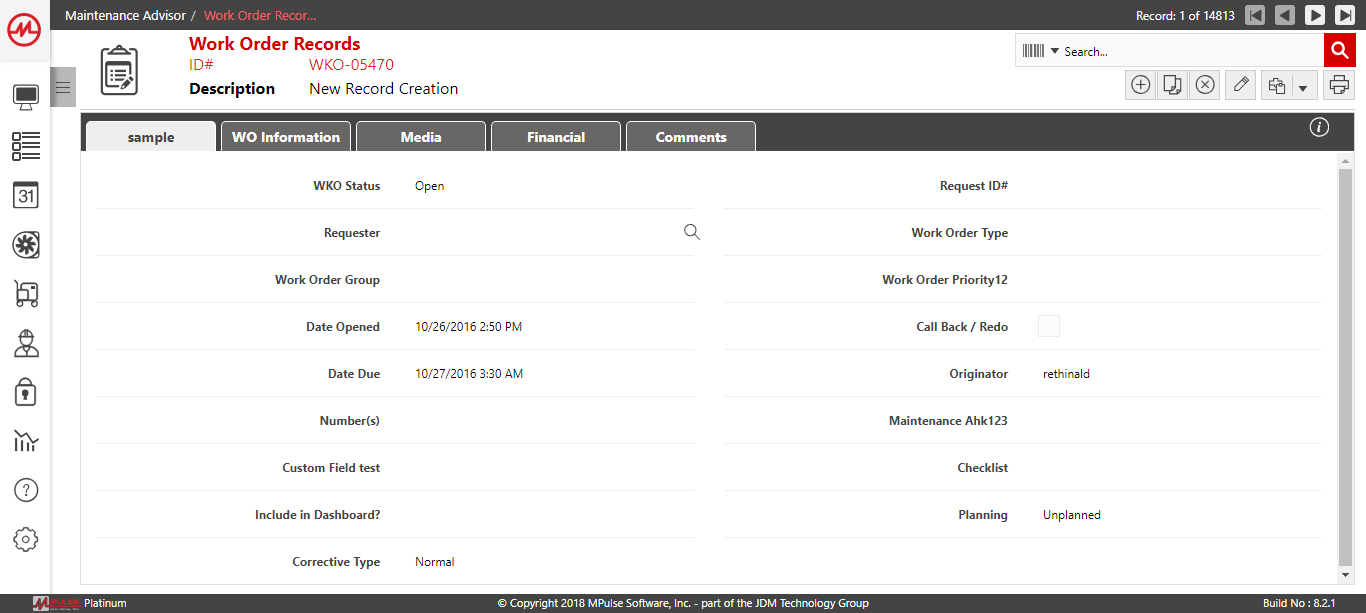 Maintenance Advisor / Work Order Recor...
Record: 1 of 14813
Work Order Records
ID# WKO-05470
Description New Record Creation
Search...
sample WO Information Media Financial Comments
WKO Status Open Request ID#
Requester Work Order Type
Work Order Group Work Order Priority12
Date Opened 10/26/2016 2:50 PM Call Back / Redo
Date Due 10/27/2016 3:30 AM Originator rethinald
Number(s) Maintenance Ahk123
Custom Field test Checklist
Include in Dashboard? Planning Unplanned
Corrective Type Normal
31
?
MPULSE Platinum © Copyright 2018 MPulse Software, Inc. - part of the JDM Technology Group Build No : 8.2.1